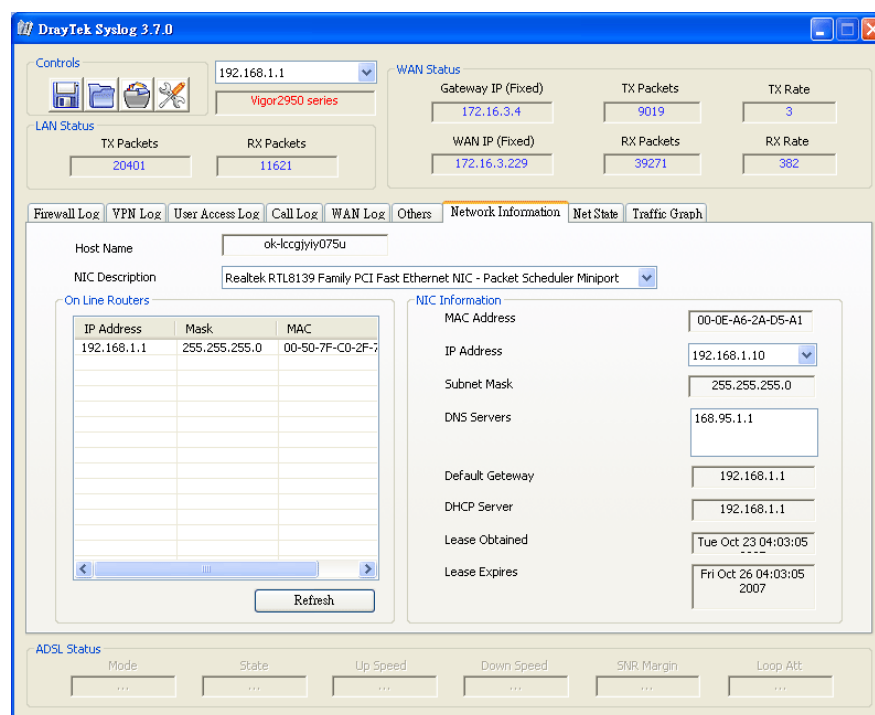 DrayTek Syslog 3.7.0
Controls
192.168.1.1
Vigor2950 series
LAN Status
TX Packets
RX Packets
20401
11621
WAN Status
Gateway IP (Fixed)
TX Packets
TX Rate
172.16.3.4
9019
3
WAN IP (Fixed)
RX Packets
RX Rate
172.16.3.229
39271
382
Firewall Log
VPN Log
User Access Log
Call Log
WAN Log
Others
Network Information
Net State
Traffic Graph
Host Name
ok-lccgjyiy075u
NIC Description
Realtek RTL8139 Family PCI Fast Ethernet NIC - Packet Scheduler Miniport
On Line Routers
IP Address
Mask
MAC
192.168.1.1
255.255.255.0
00-50-7F-C0-2F-
Refresh
NIC Information
MAC Address
00-0E-A6-2A-D5-A1
IP Address
192.168.1.10
Subnet Mask
255.255.255.0
DNS Servers
168.95.1.1
Default Geteway
192.168.1.1
DHCP Server
192.168.1.1
Lease Obtained
Tue Oct 23 04:03:05
Lease Expires
Fri Oct 26 04:03:05
2007
ADSL Status
Mode
State
Up Speed
Down Speed
SNR Margin
Loop Att
...
...
...
...
...
...